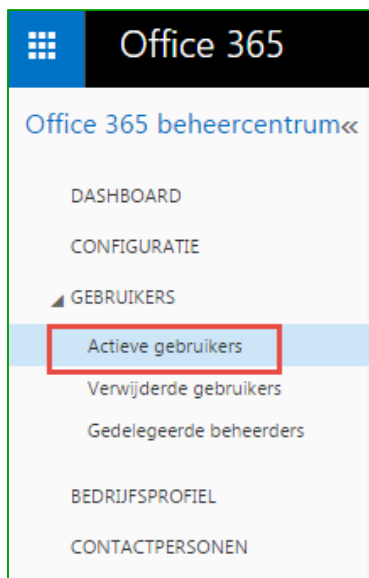 Office 365
Office 365 beheercentrum«
DASHBOARD
CONFIGURATIE
GEBRUIKERS
Actieve gebruikers
Verwijderde gebruikers
Gedelegeerde beheerders
BEDRIJFSPROFIEL
CONTACTPERSONEN